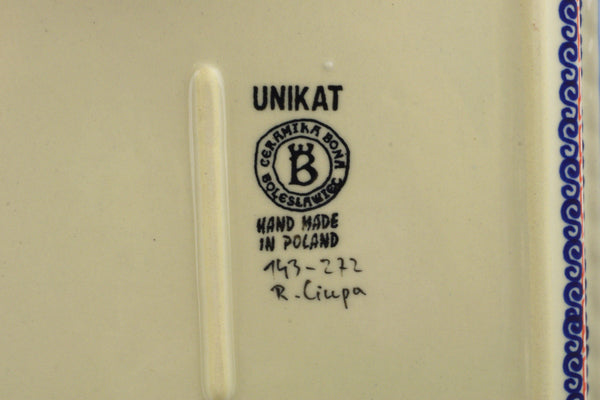 UNIKAT
CERAMIKA BONA
B
BOLESŁAWIEC
HAND MADE
IN POLAND
143-272
R. Ciupa